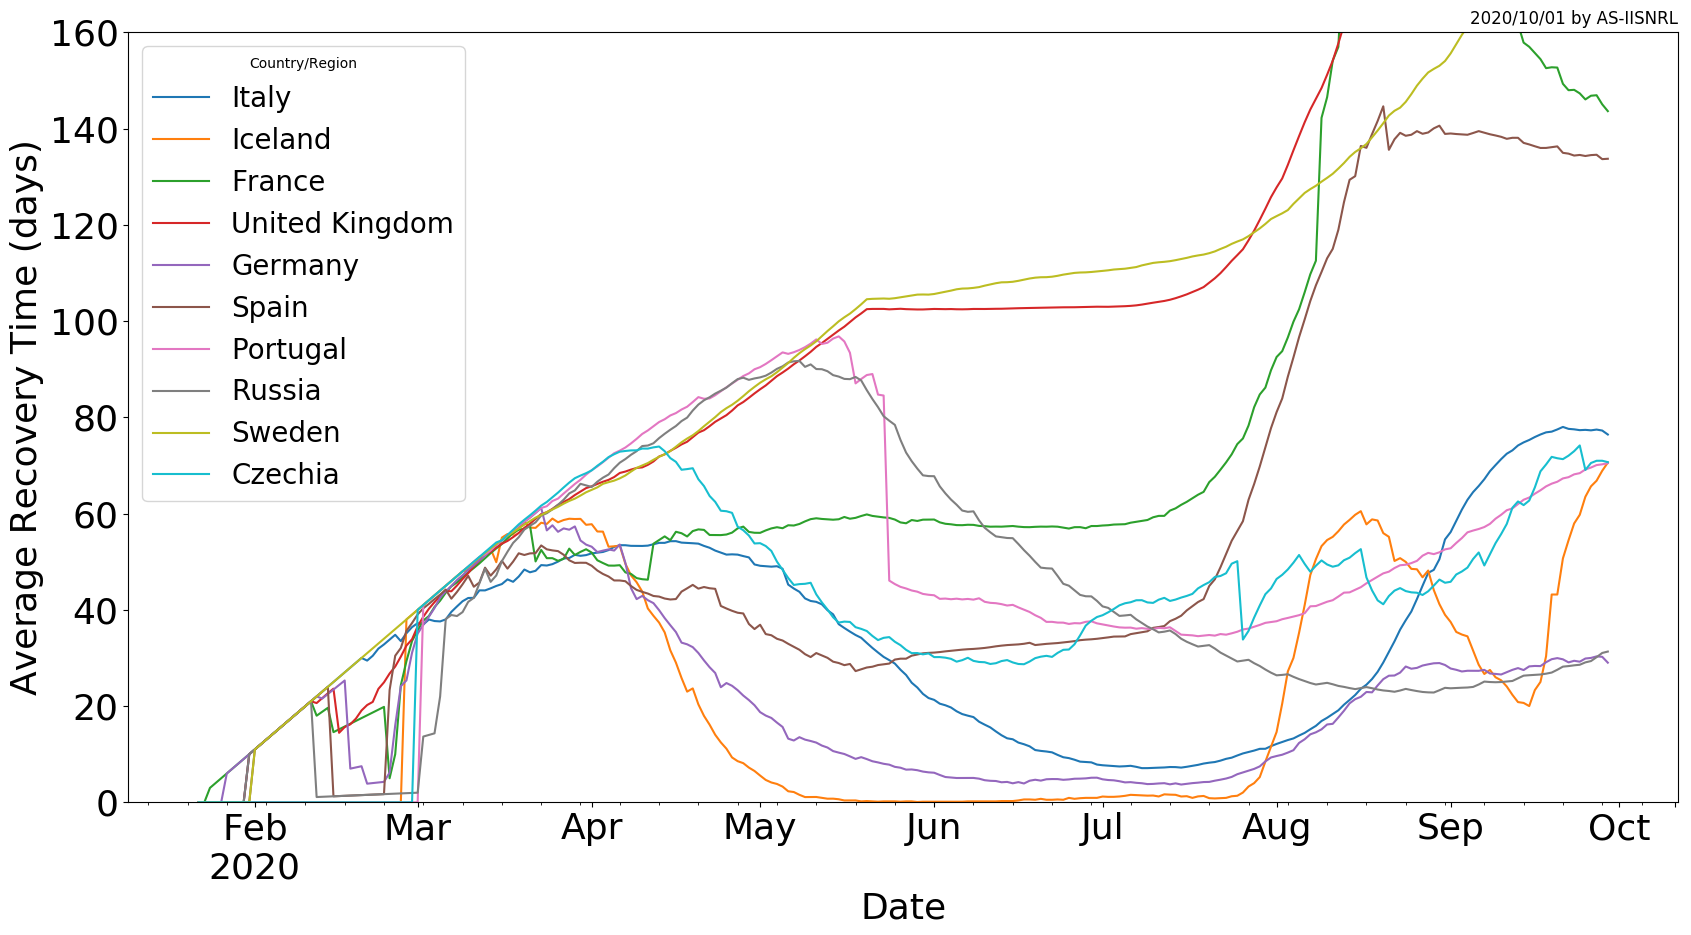 2020/10/01 by AS-IISNRL
160
140
120
100
80
60
40
20
0
Average Recovery Time (days)
Country/Region
Italy
Iceland
France
United Kingdom
Germany
Spain
Portugal
Russia
Sweden
Czechia
Feb Mar Apr May Jun Jul Aug Sep Oct
2020
Date